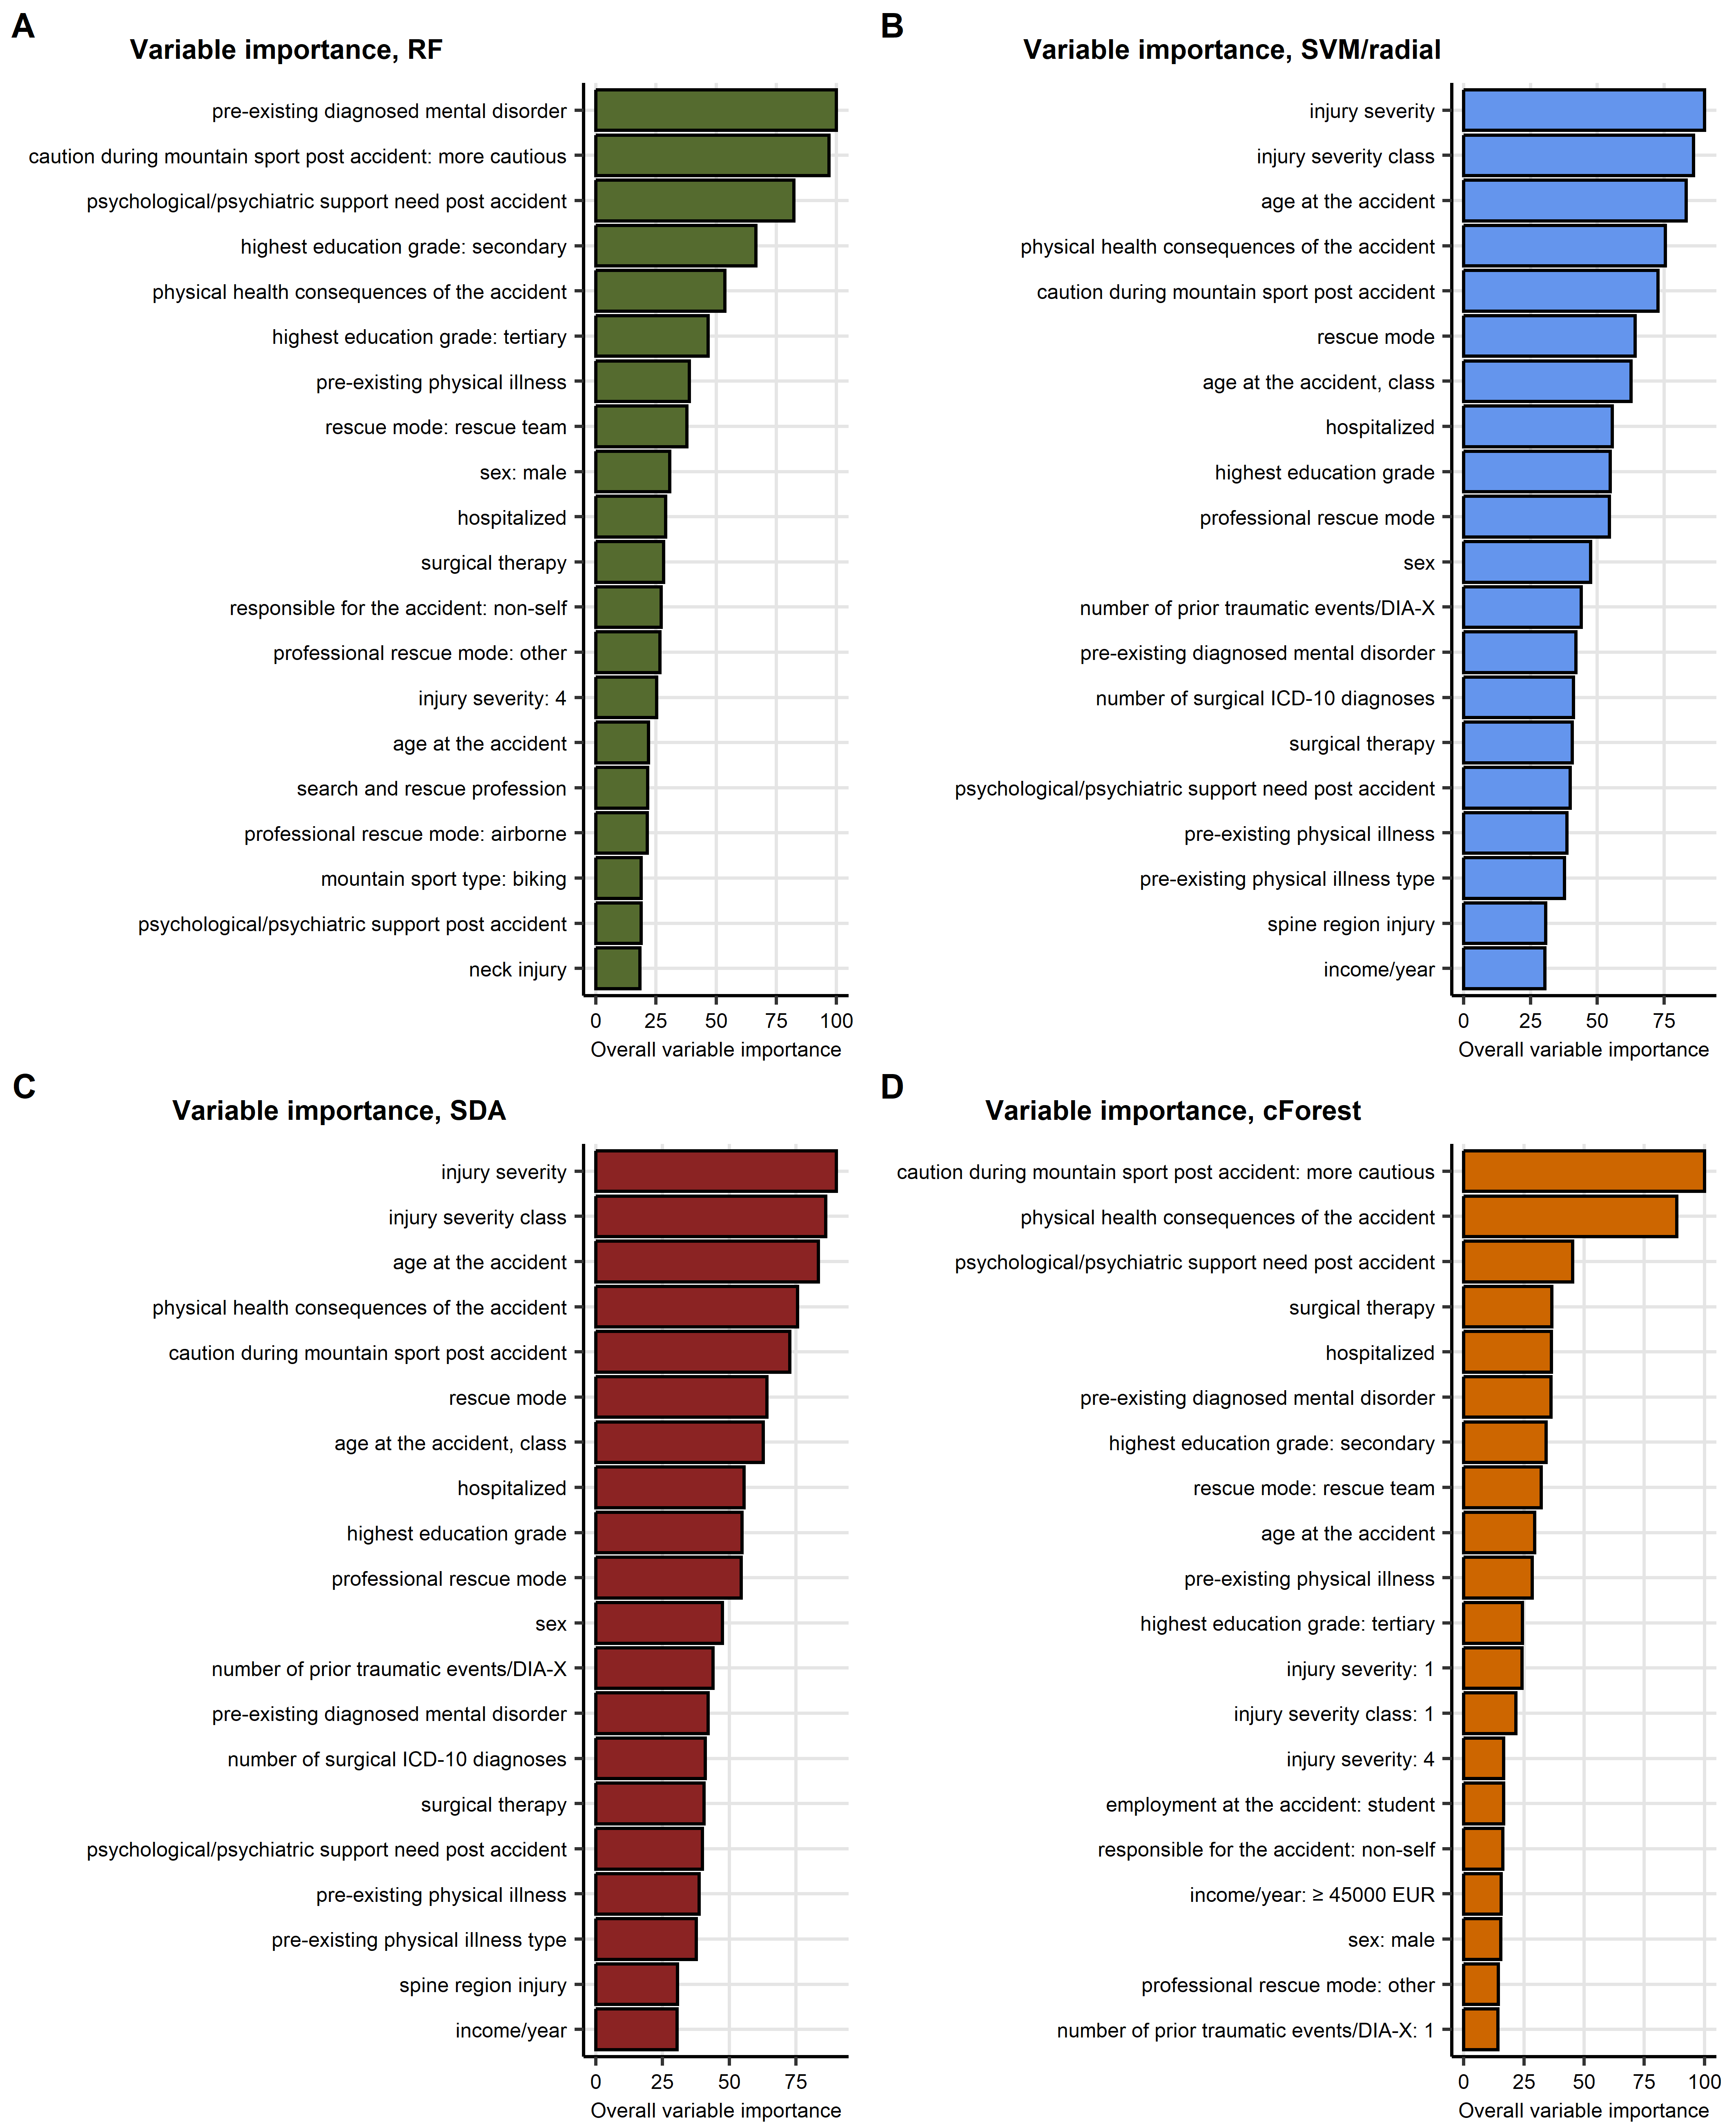 A
Variable importance, RF
pre-existing diagnosed mental disorder
caution during mountain sport post accident: more cautious
psychological/psychiatric support need post accident
highest education grade: secondary
physical health consequences of the accident
highest education grade: tertiary
pre-existing physical illness
rescue mode: rescue team
sex: male
hospitalized
surgical therapy
responsible for the accident: non-self
professional rescue mode: other
injury severity: 4
age at the accident
search and rescue profession
professional rescue mode: airborne
mountain sport type: biking
psychological/psychiatric support post accident
neck injury
0 25 50 75 100
Overall variable importance
B
Variable importance, SVM/radial
injury severity
injury severity class
age at the accident
physical health consequences of the accident
caution during mountain sport post accident
rescue mode
age at the accident, class
hospitalized
highest education grade
professional rescue mode
sex
number of prior traumatic events/DIA-X
pre-existing diagnosed mental disorder
number of surgical ICD-10 diagnoses
surgical therapy
psychological/psychiatric support need post accident
pre-existing physical illness
pre-existing physical illness type
spine region injury
income/year
0 25 50 75
Overall variable importance
C
Variable importance, SDA
injury severity
injury severity class
age at the accident
physical health consequences of the accident
caution during mountain sport post accident
rescue mode
age at the accident, class
hospitalized
highest education grade
professional rescue mode
sex
number of prior traumatic events/DIA-X
pre-existing diagnosed mental disorder
number of surgical ICD-10 diagnoses
surgical therapy
psychological/psychiatric support need post accident
pre-existing physical illness
pre-existing physical illness type
spine region injury
income/year
0 25 50 75
Overall variable importance
D
Variable importance, cForest
caution during mountain sport post accident: more cautious
physical health consequences of the accident
psychological/psychiatric support need post accident
surgical therapy
hospitalized
pre-existing diagnosed mental disorder
highest education grade: secondary
rescue mode: rescue team
age at the accident
pre-existing physical illness
highest education grade: tertiary
injury severity: 1
injury severity class: 1
injury severity: 4
employment at the accident: student
responsible for the accident: non-self
income/year: ≥ 45000 EUR
sex: male
professional rescue mode: other
number of prior traumatic events/DIA-X: 1
0 25 50 75 100
Overall variable importance